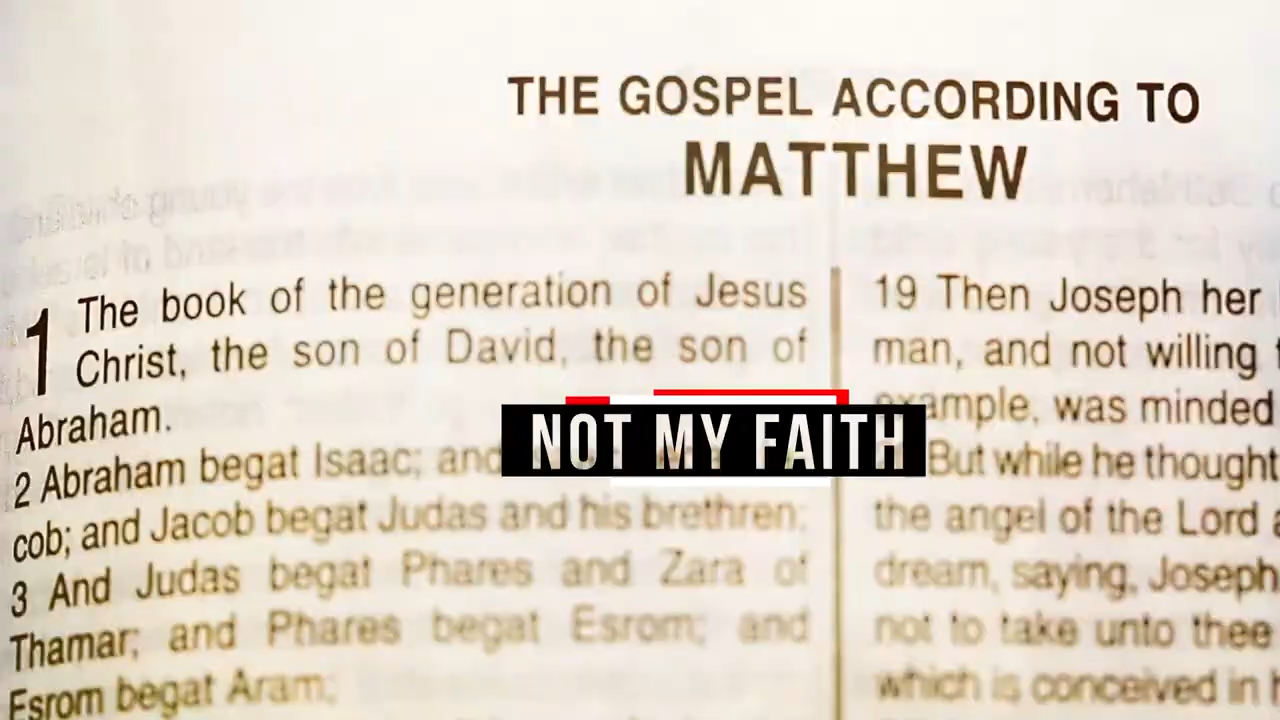 THE GOSPEL ACCORDING TO
MATTHEW
1 The book of the generation of Jesus
Christ, the son of David, the son of
Abraham.
2 Abraham begat Isaac; and
cob; and Jacob begat Judas and his brethren;
3 And Judas begat Phares and Zara of
Thamar; and Phares begat Esrom; and
Esrom begat Aram;
NOT MY FAITH
19 Then Joseph her
man, and not willing
example, was minded
But while he thought
the angel of the Lord
dream, saying, Joseph
not to take unto thee
which is conceived in